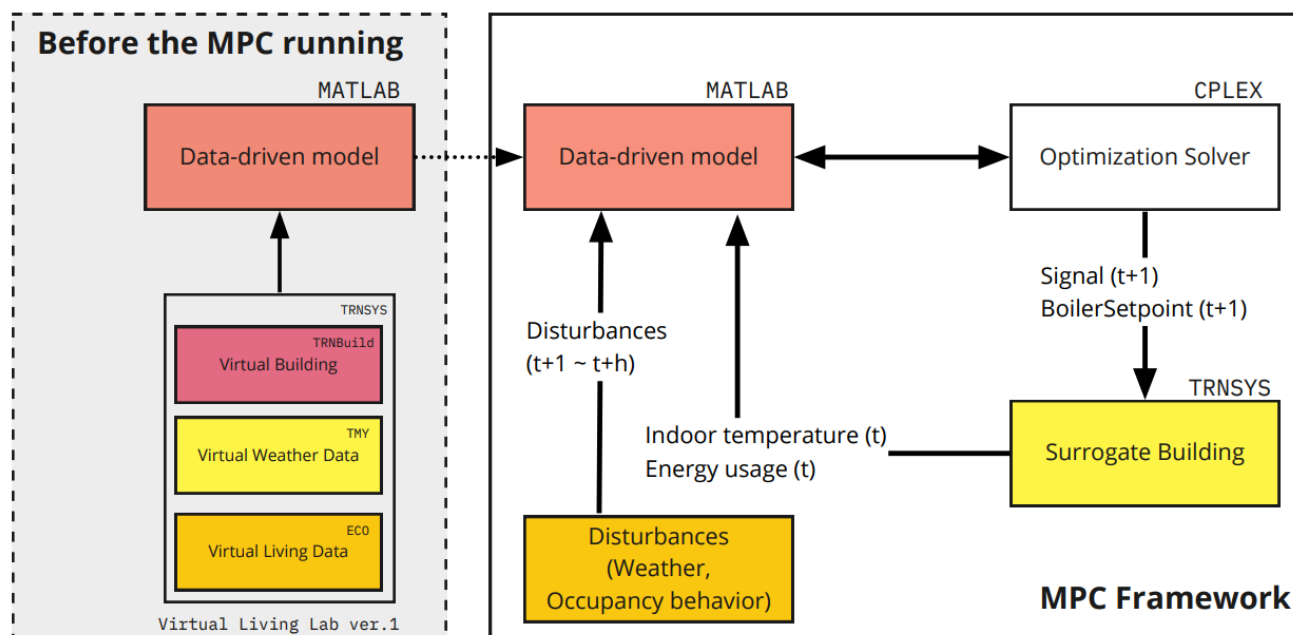 Before the MPC running
MATLAB
Data-driven model
TRNSYS
TRNBuild
Virtual Building
TMY
Virtual Weather Data
ECO
Virtual Living Data
Virtual Living Lab ver.1
MATLAB
Data-driven model
CPLEX
Optimization Solver
Signal (t+1)
BoilerSetpoint (t+1)
Disturbances
(t+1 ~ t+h)
TRNSYS
Surrogate Building
Indoor temperature (t)
Energy usage (t)
Disturbances
(Weather,
Occupancy behavior)
MPC Framework